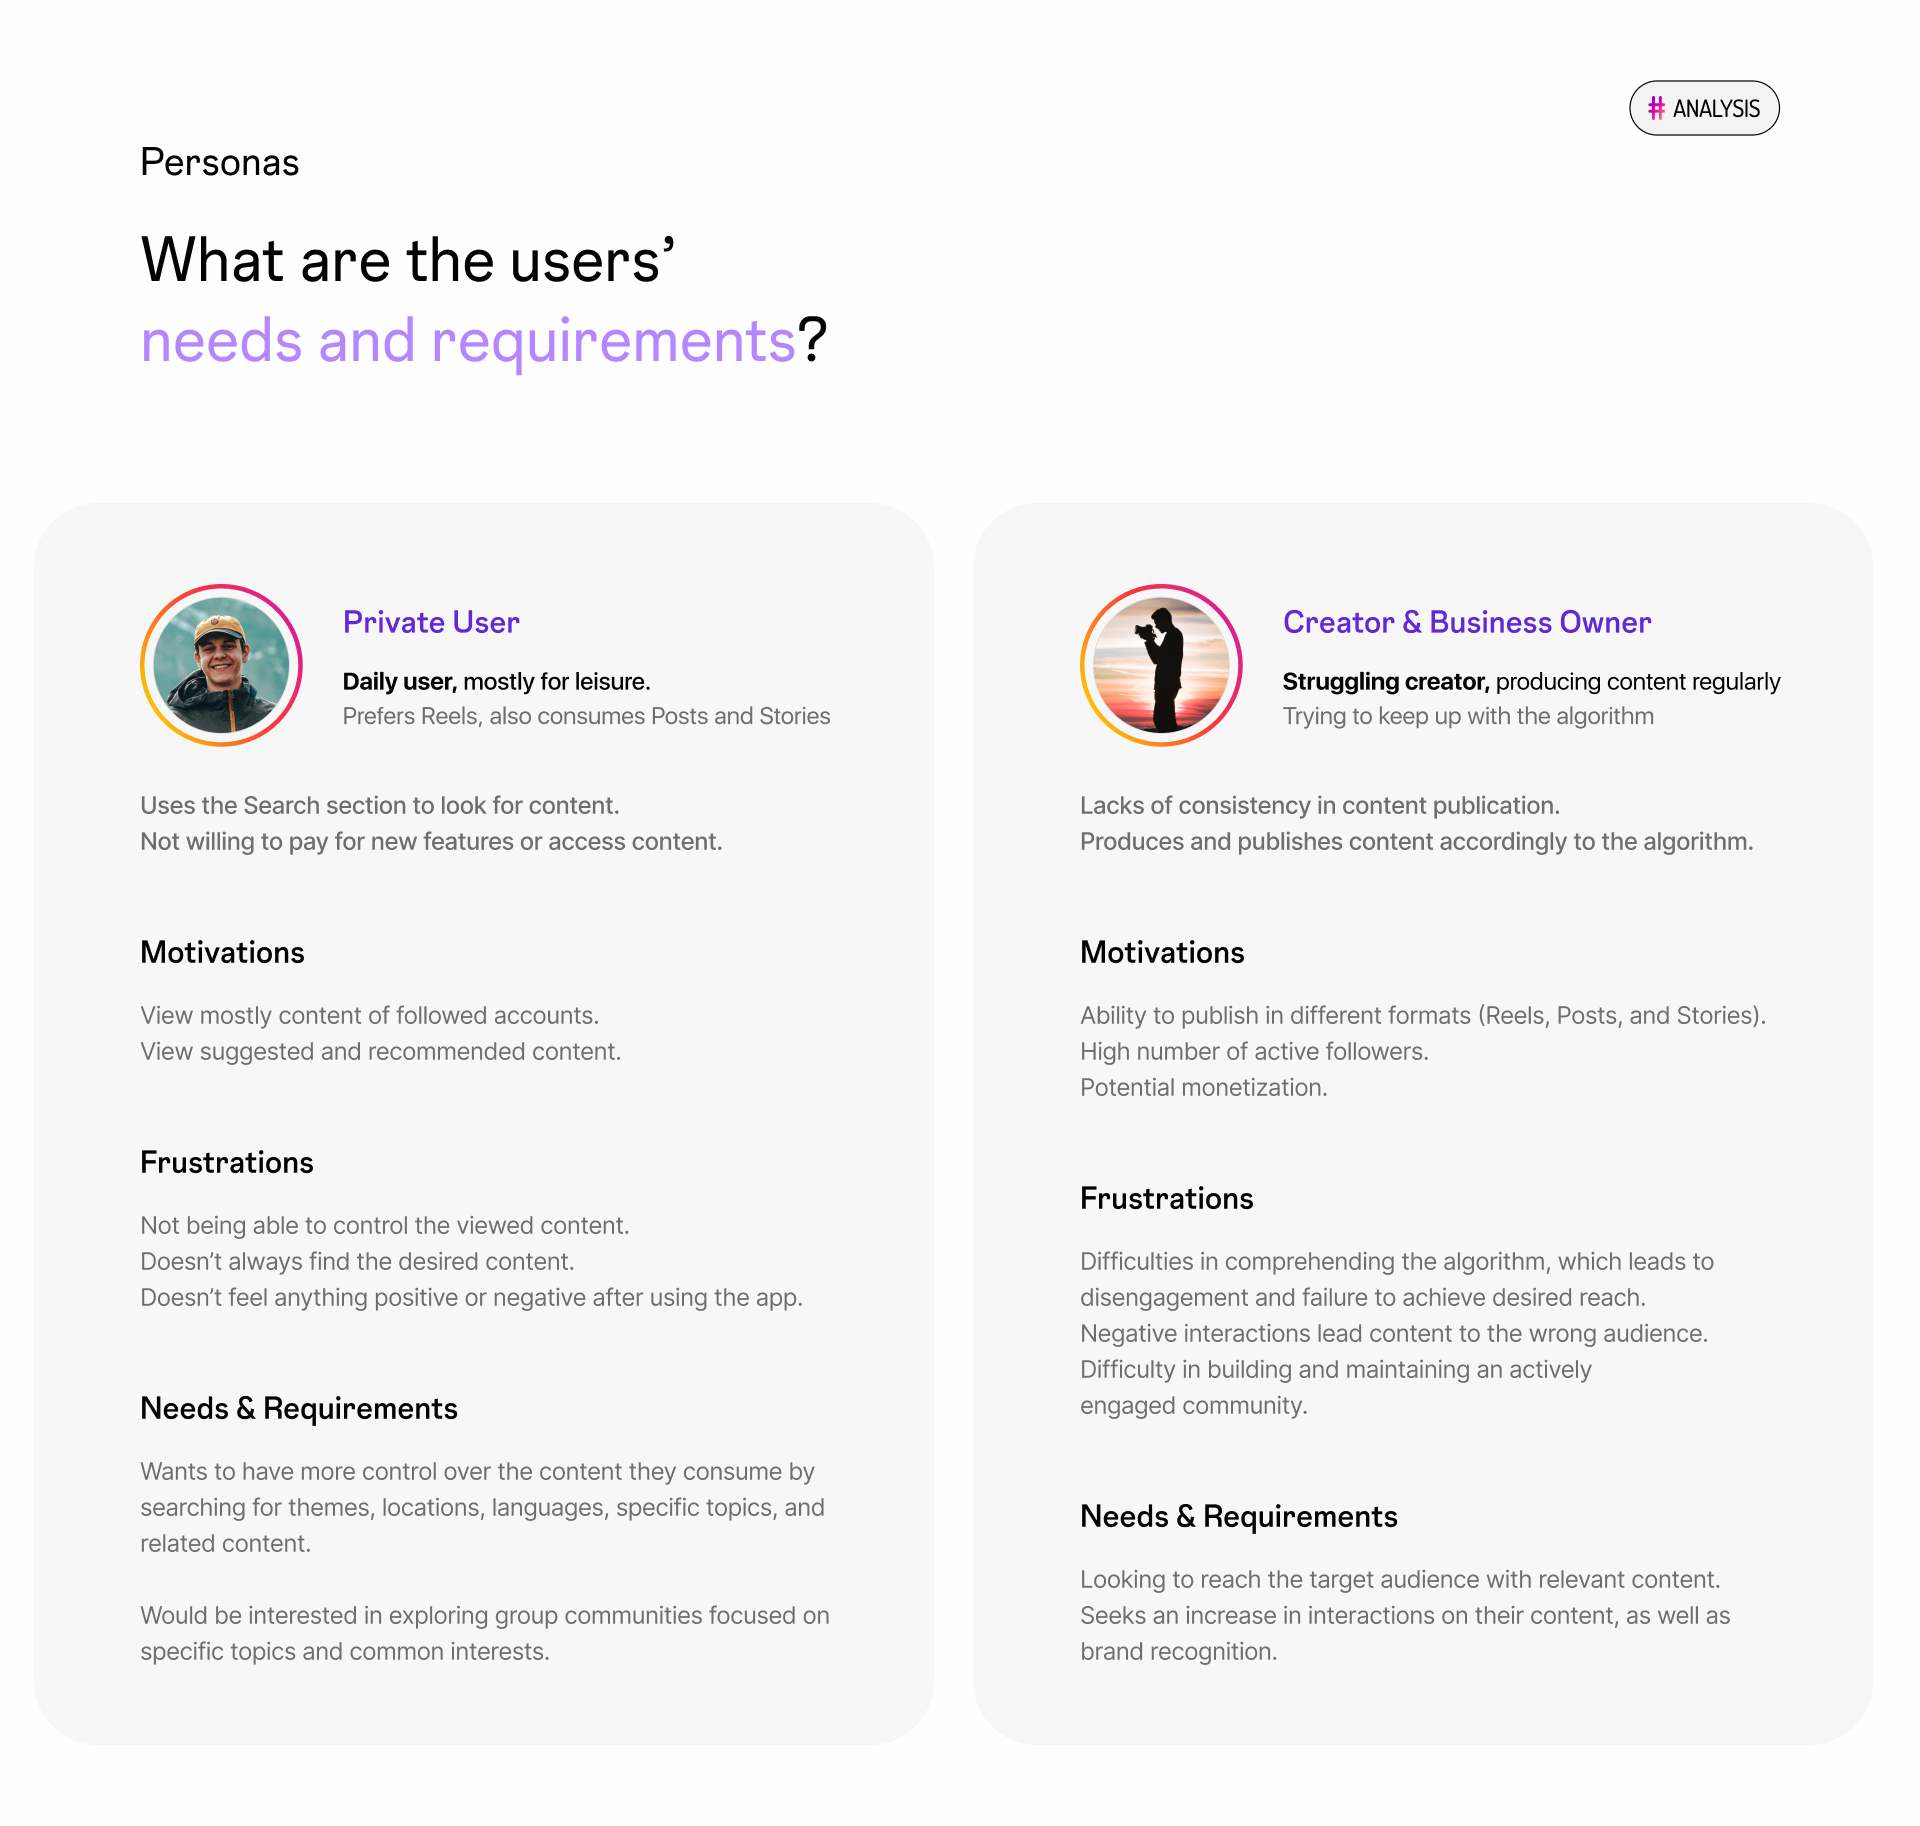 # ANALYSIS
Personas
What are the users’
needs and requirements?
Private User
Daily user, mostly for leisure.
Prefers Reels, also consumes Posts and Stories
Uses the Search section to look for content.
Not willing to pay for new features or access content.
Motivations
View mostly content of followed accounts.
View suggested and recommended content.
Frustrations
Not being able to control the viewed content.
Doesn’t always find the desired content.
Doesn’t feel anything positive or negative after using the app.
Needs & Requirements
Wants to have more control over the content they consume by
searching for themes, locations, languages, specific topics, and
related content.
Would be interested in exploring group communities focused on
specific topics and common interests.
Creator & Business Owner
Struggling creator, producing content regularly
Trying to keep up with the algorithm
Lacks of consistency in content publication.
Produces and publishes content accordingly to the algorithm.
Motivations
Ability to publish in different formats (Reels, Posts, and Stories).
High number of active followers.
Potential monetization.
Frustrations
Difficulties in comprehending the algorithm, which leads to
disengagement and failure to achieve desired reach.
Negative interactions lead content to the wrong audience.
Difficulty in building and maintaining an actively
engaged community.
Needs & Requirements
Looking to reach the target audience with relevant content.
Seeks an increase in interactions on their content, as well as
brand recognition.